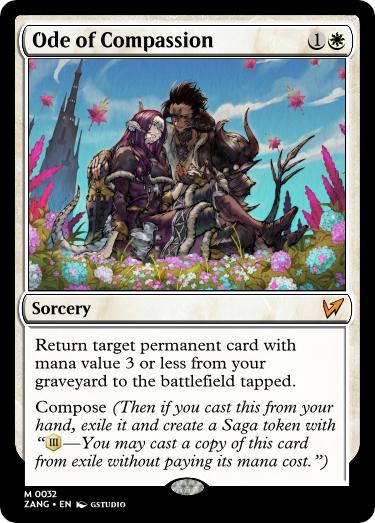 Ode of Compassion 1
Sorcery
Return target permanent card with
mana value 3 or less from your
graveyard to the battlefield tapped.
Compose (Then if you cast this from your
hand, exile it and create a Saga token with
“III—You may cast a copy of this card
from exile without paying its mana cost.”)
M 0032
ZANG • EN GSTUDIO